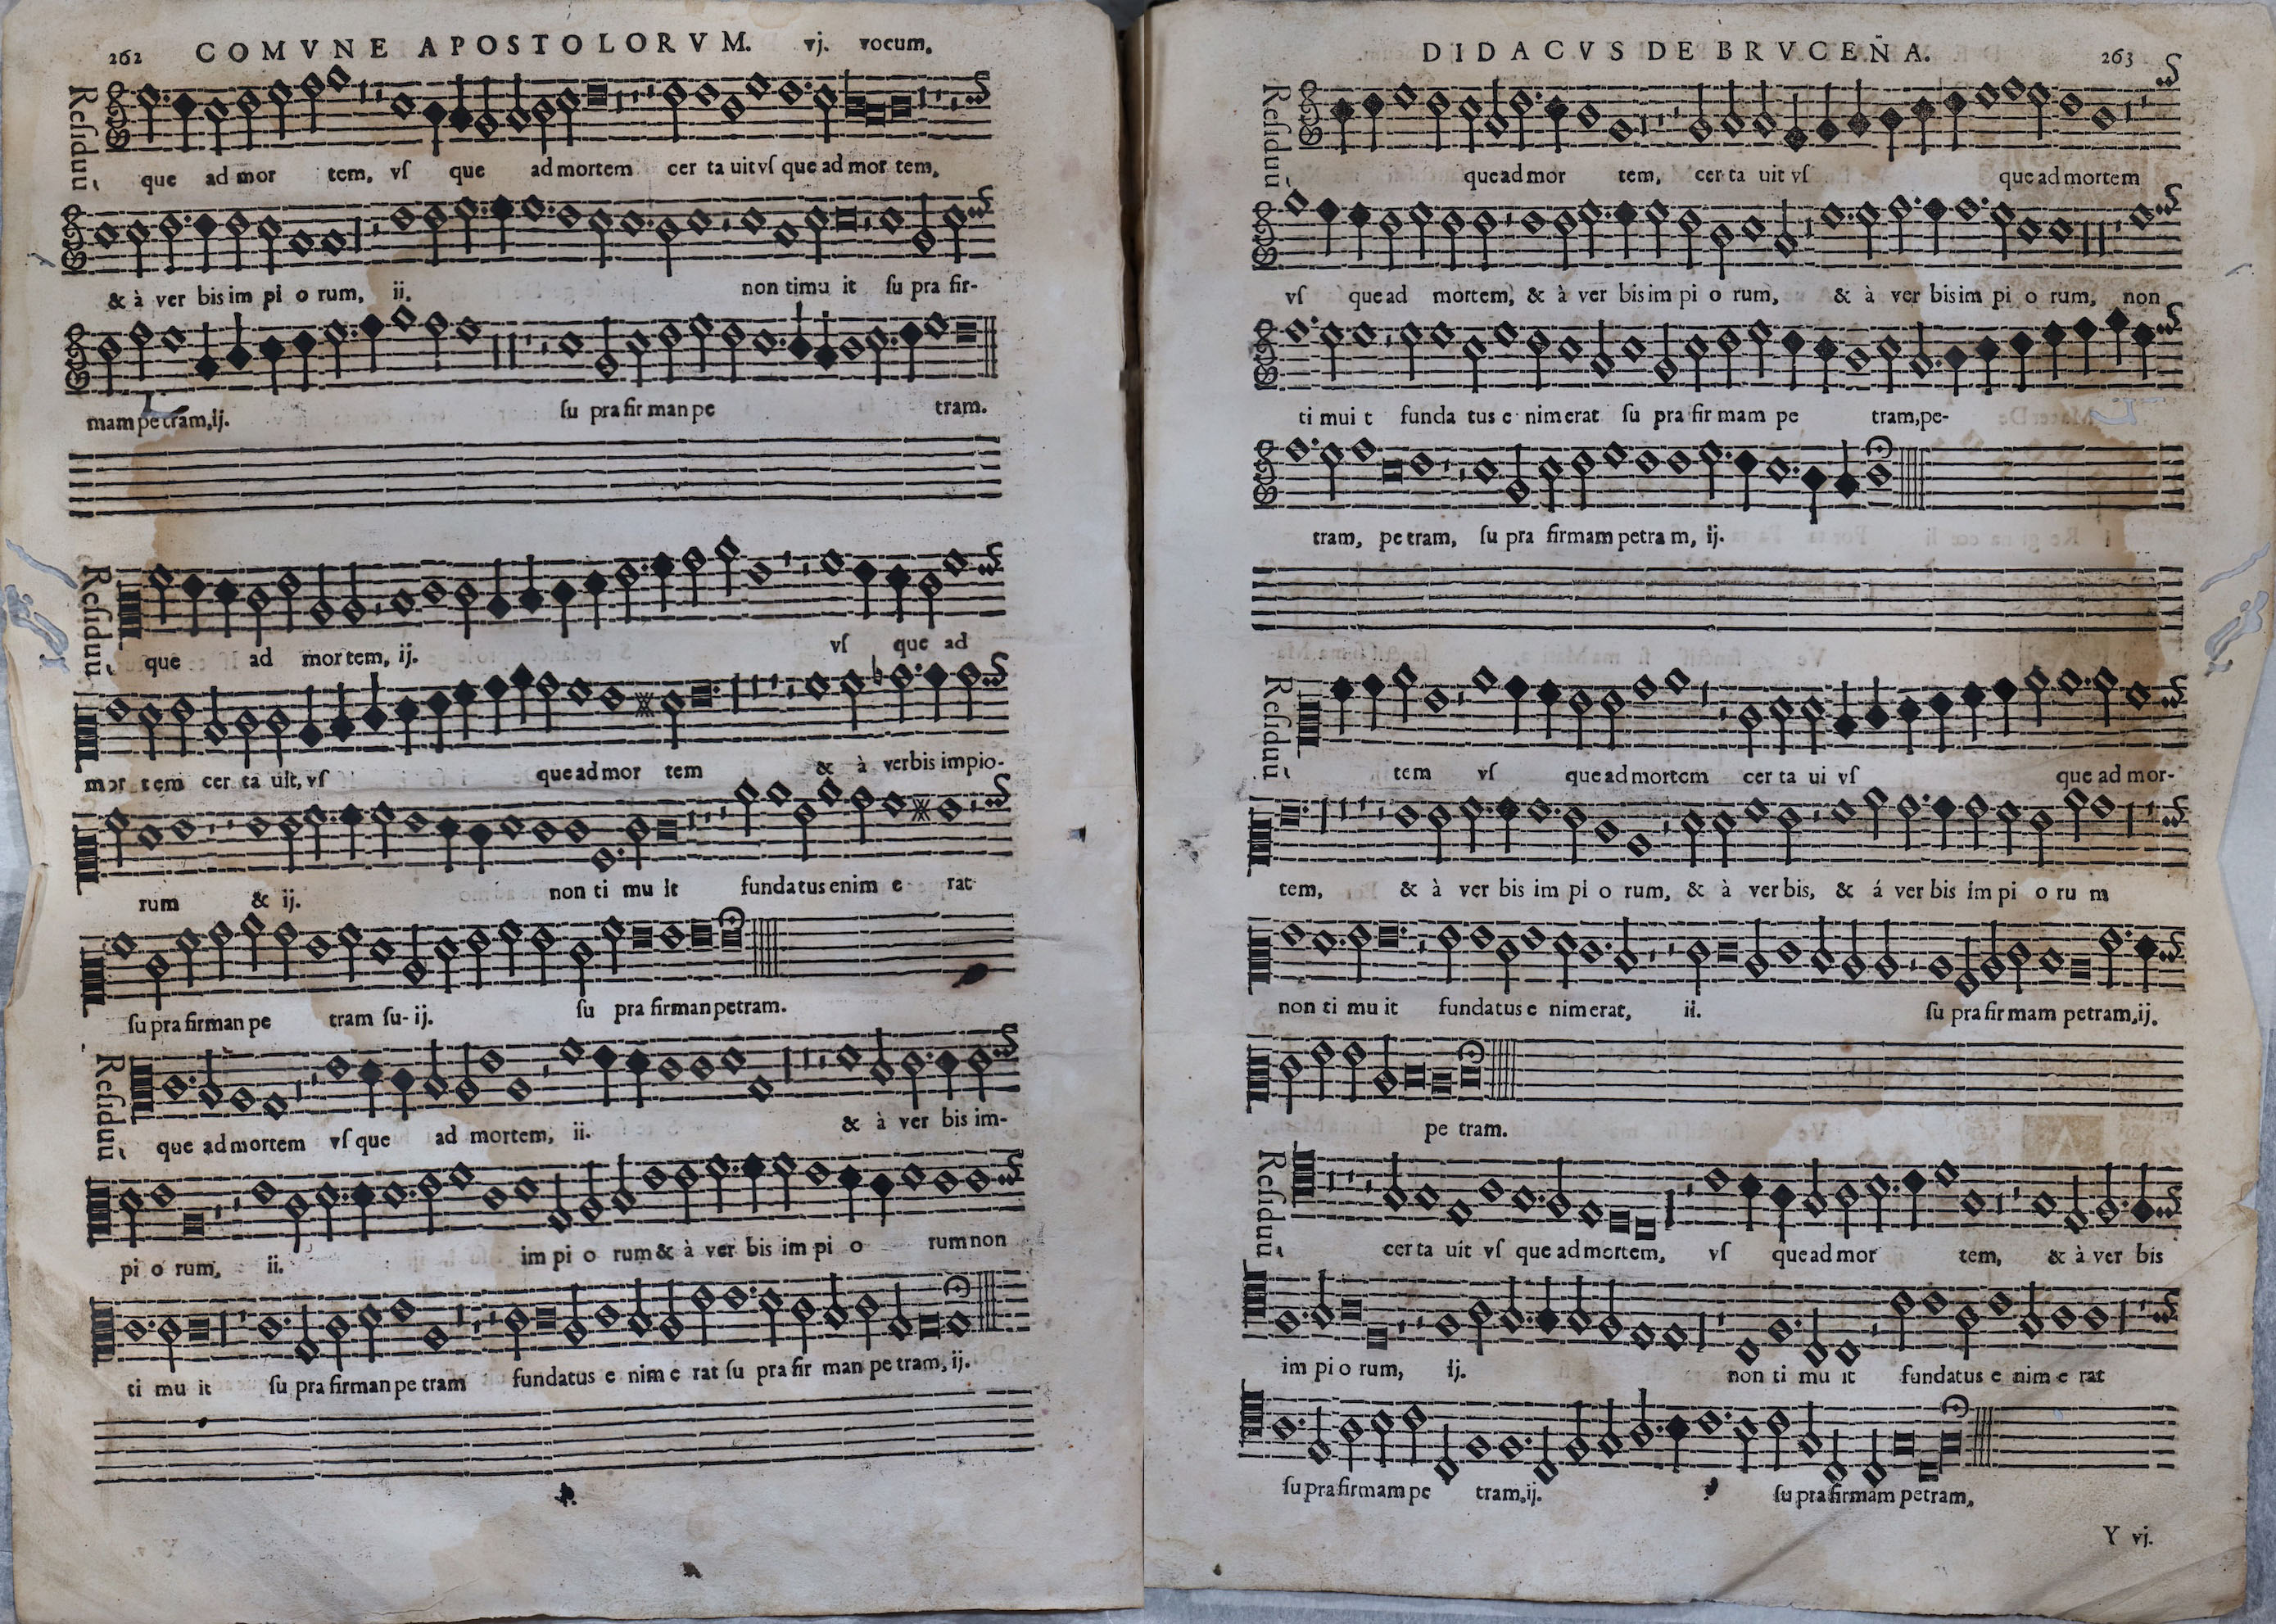 262 COMVNE APOSTOLORVM. vj. vocum.
Reſiduũ
que ad mor tem, vſ que ad mortem cer ta uit vſ que ad mor tem,
& à ver bis im pi o rum, ii. non timu it ſu pra fir-
mam pe tram, ij. ſu pra fir man pe tram.
Reſiduũ
que ad mor tem, ij. vſ que ad
mor tem cer ta uit, vſ que ad mor tem & à verbis impio-
rum & ij. non ti mu it fundatus enim e rat
ſu pra firman pe tram ſu- ij. ſu pra firman petram.
Reſiduũ
que ad mortem vſ que ad mortem, ii. & à ver bis im-
pi o rum, ii. im pi o rum & à ver bis im pi o rum non
ti mu it ſu pra firman pe tram fundatus e nim e rat ſu pra fir man pe tram, ij.
DIDACVS DE BRVCEÑA. 263
Reſiduũ
que ad mor tem, cer ta uit vſ que ad mortem
vſ que ad mortem, & à ver bis im pi o rum, & à ver bis im pi o rum, non
ti mui t funda tus e nim erat ſu pra fir mam pe tram, pe-
tram, pe tram, ſu pra firmam petra m, ij.
Reſiduũ
tem vſ que ad mortem cer ta ui vſ que ad mor-
tem, & à ver bis im pi o rum, & à ver bis, & á ver bis im pi o ru m
non ti mu it fundatus e nim erat, ii. ſu pra fir mam petram, ij.
pe tram.
Reſiduũ
cer ta uit vſ que ad mortem, vſ que ad mor tem, & à ver bis
im pi o rum, ij. non ti mu it fundatus e nim e rat
ſu pra firmam pe tram, ij. ſu pra firmam petram,
Y vj.